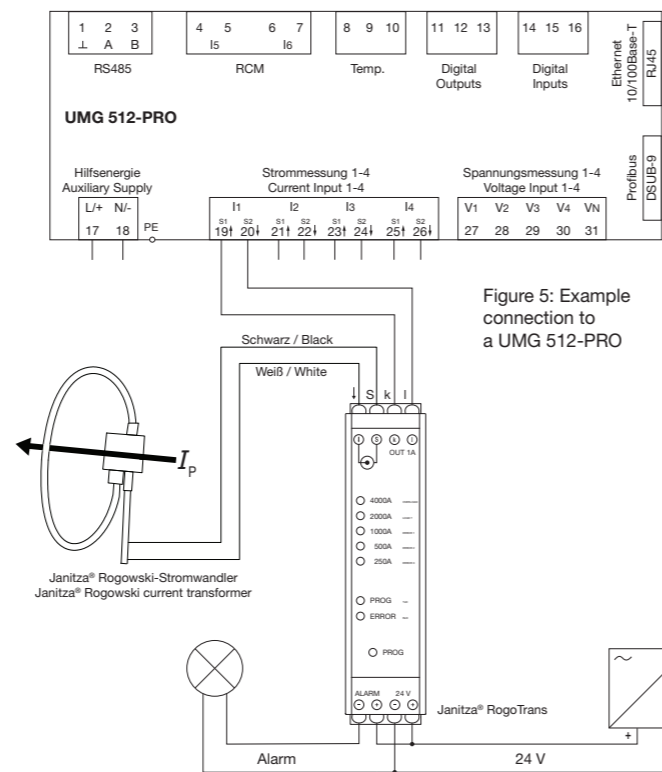 1 2 3
⊥ A B
RS485
4 5 6 7
I5 I6
RCM
8 9 10
Temp.
11 12 13
Digital
Outputs
14 15 16
Digital
Inputs
Ethernet
10/100Base-T
RJ45
UMG 512-PRO
Profibus
DSUB-9
Hilfsenergie
Auxiliary Supply
L/+ N/-
17 18
PE
Strommessung 1-4
Current Input 1-4
I1 I2 I3 I4
S1 S2 S1 S2 S1 S2 S1 S2
19 20 21 22 23 24 25 26
Spannungsmessung 1-4
Voltage Input 1-4
V1 V2 V3 V4 VN
27 28 29 30 31
Figure 5: Example
connection to
a UMG 512-PRO
Schwarz / Black
Weiß / White
↓ S k l
S k l
OUT 1A
4000A
2000A
1000A
500A
250A
PROG
ERROR
PROG
ALARM 24 V
- + - +
IP
Janitza® Rogowski-Stromwandler
Janitza® Rogowski current transformer
Janitza® RogoTrans
~
+
Alarm
24 V